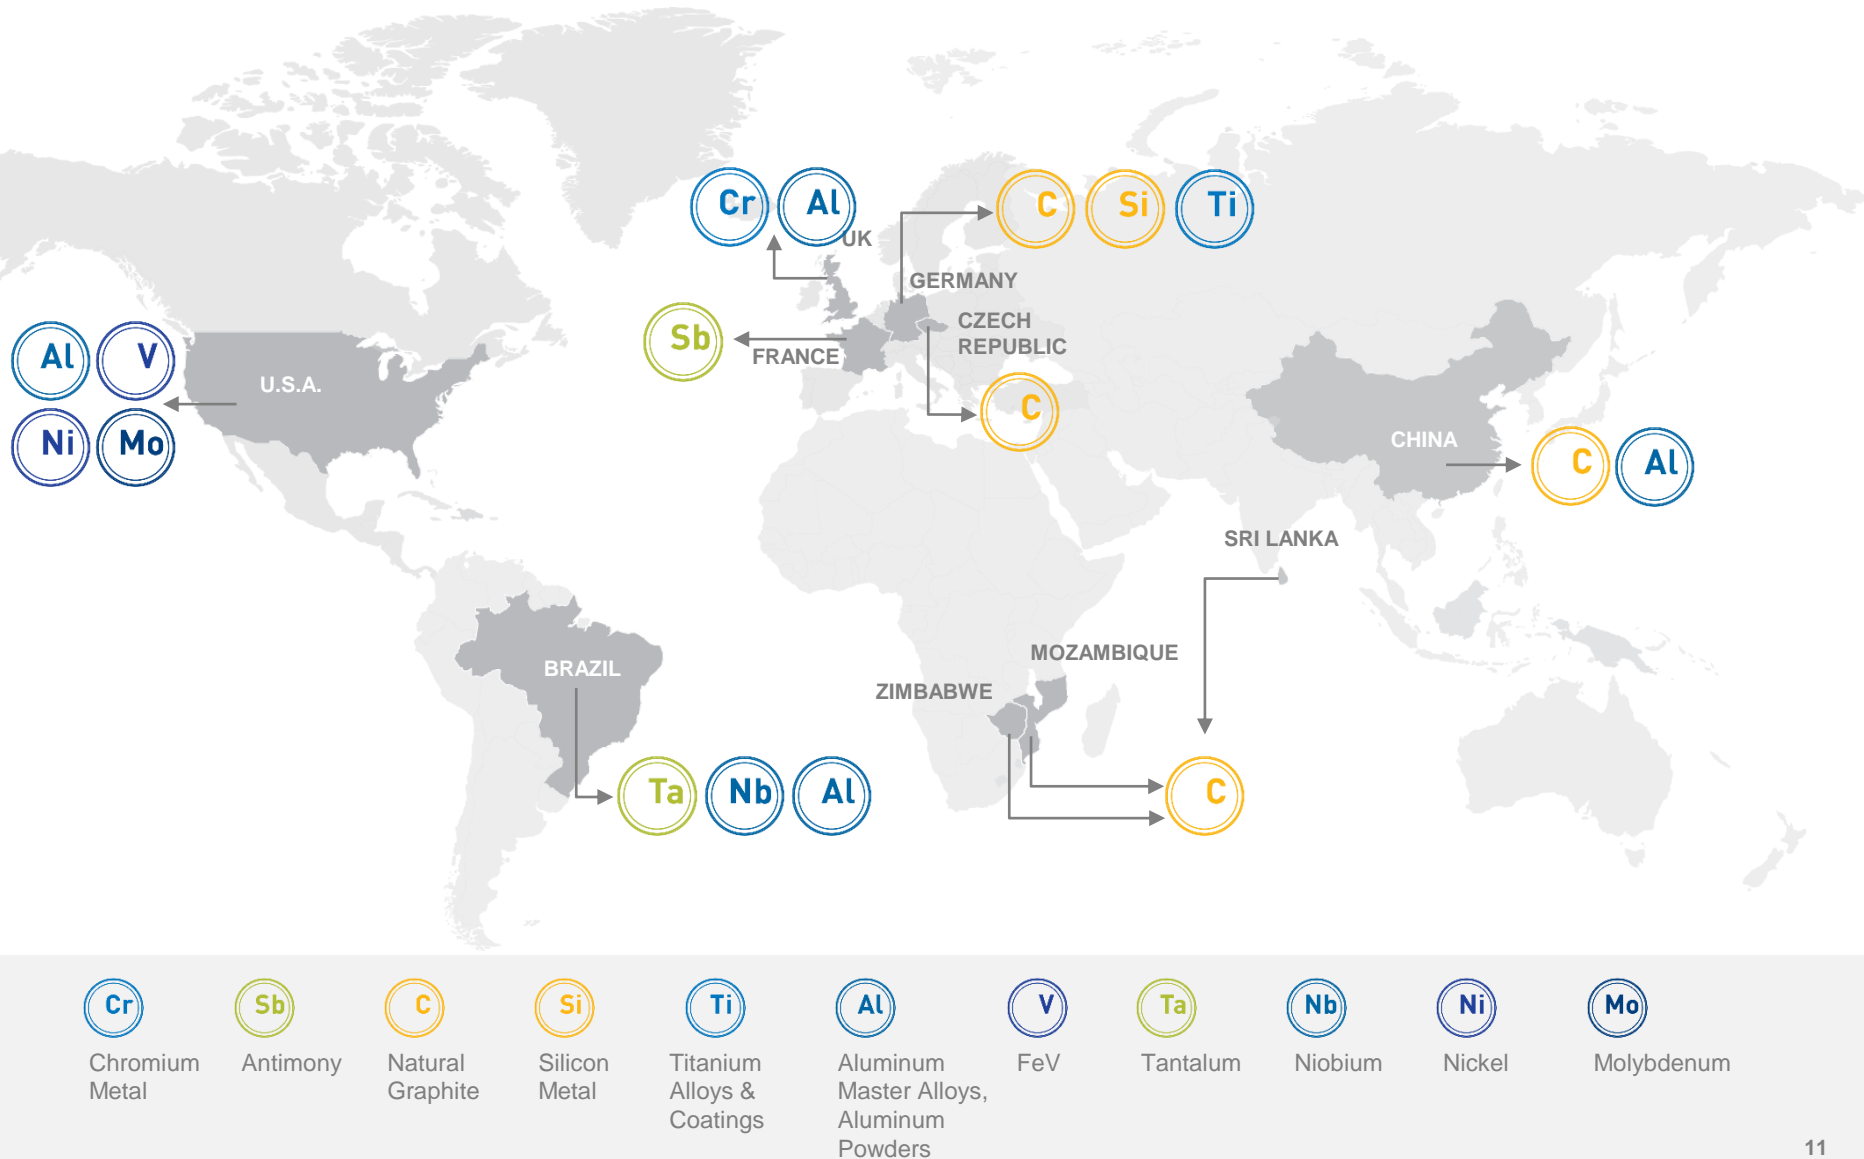 Cr Al
UK
C Si Ti
GERMANY
Sb
FRANCE
CZECH
REPUBLIC
C
Al V
U.S.A.
Ni Mo
CHINA
C Al
SRI LANKA
MOZAMBIQUE
ZIMBABWE
BRAZIL
Ta Nb Al
C
Cr Sb C Si Ti Al V Ta Nb Ni Mo
Chromium
Metal
Antimony
Natural
Graphite
Silicon
Metal
Titanium
Alloys &
Coatings
Aluminum
Master Alloys,
Aluminum
Powders
FeV
Tantalum
Niobium
Nickel
Molybdenum
11